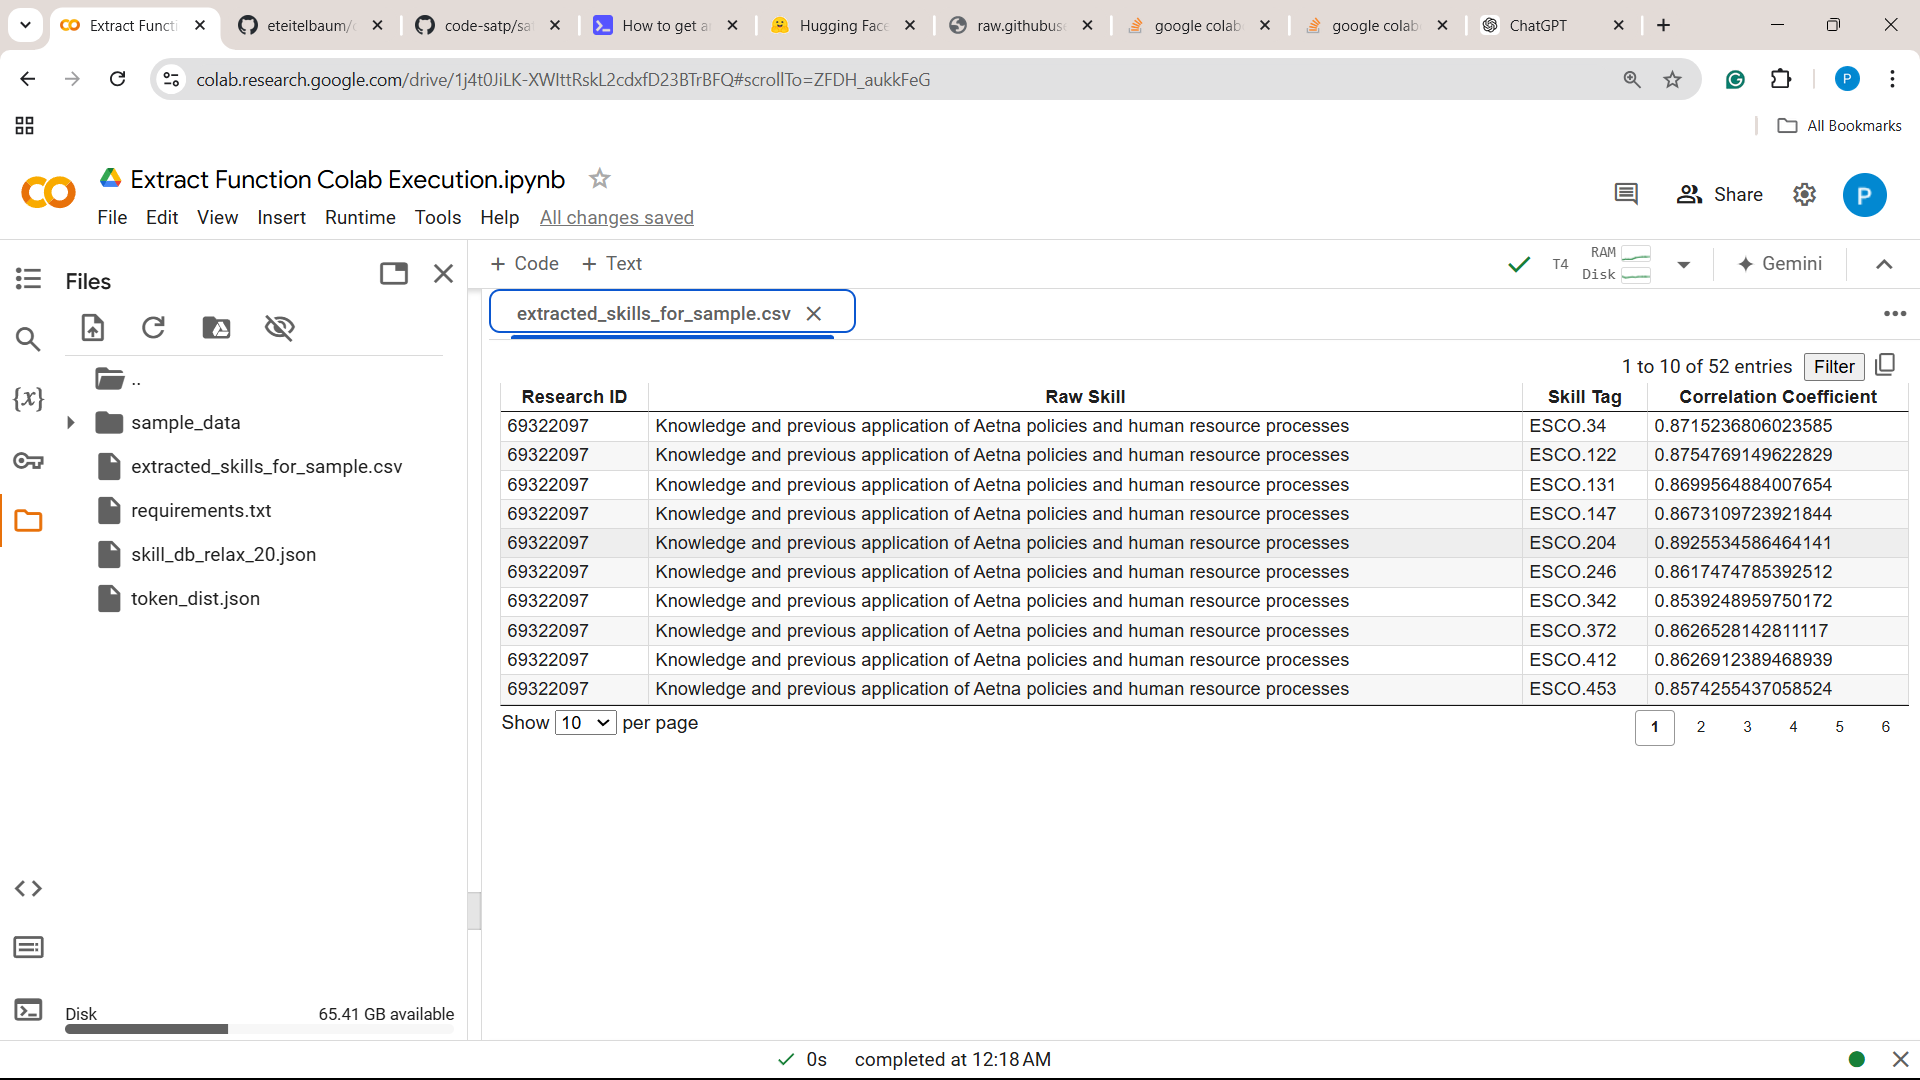 Extract Functi
eteitelbaum/c
code-satp/sat
How to get a
Hugging Face
raw.githubuse
google colab
google colab
ChatGPT
colab.research.google.com/drive/1j4t0JiLK-XWIttRskL2cdxfD23BTrBFQ#scrollTo=ZFDH_aukkFeG
P
All Bookmarks
Extract Function Colab Execution.ipynb
Share
P
File Edit View Insert Runtime Tools Help All changes saved
Files
+ Code + Text
T4
RAM
Disk
Gemini
extracted_skills_for_sample.csv
1 to 10 of 52 entries Filter
..
sample_data
extracted_skills_for_sample.csv
requirements.txt
skill_db_relax_20.json
token_dist.json
Research ID Raw Skill Skill Tag Correlation Coefficient
69322097 Knowledge and previous application of Aetna policies and human resource processes ESCO.34 0.8715236806023585
69322097 Knowledge and previous application of Aetna policies and human resource processes ESCO.122 0.8754769149622829
69322097 Knowledge and previous application of Aetna policies and human resource processes ESCO.131 0.8699564884007654
69322097 Knowledge and previous application of Aetna policies and human resource processes ESCO.147 0.8673109723921844
69322097 Knowledge and previous application of Aetna policies and human resource processes ESCO.204 0.8925534586464141
69322097 Knowledge and previous application of Aetna policies and human resource processes ESCO.246 0.8617474785392512
69322097 Knowledge and previous application of Aetna policies and human resource processes ESCO.342 0.8539248959750172
69322097 Knowledge and previous application of Aetna policies and human resource processes ESCO.372 0.8626528142811117
69322097 Knowledge and previous application of Aetna policies and human resource processes ESCO.412 0.8626912389468939
69322097 Knowledge and previous application of Aetna policies and human resource processes ESCO.453 0.8574255437058524
Show 10 per page
1 2 3 4 5 6
Disk 65.41 GB available
0s completed at 12:18 AM